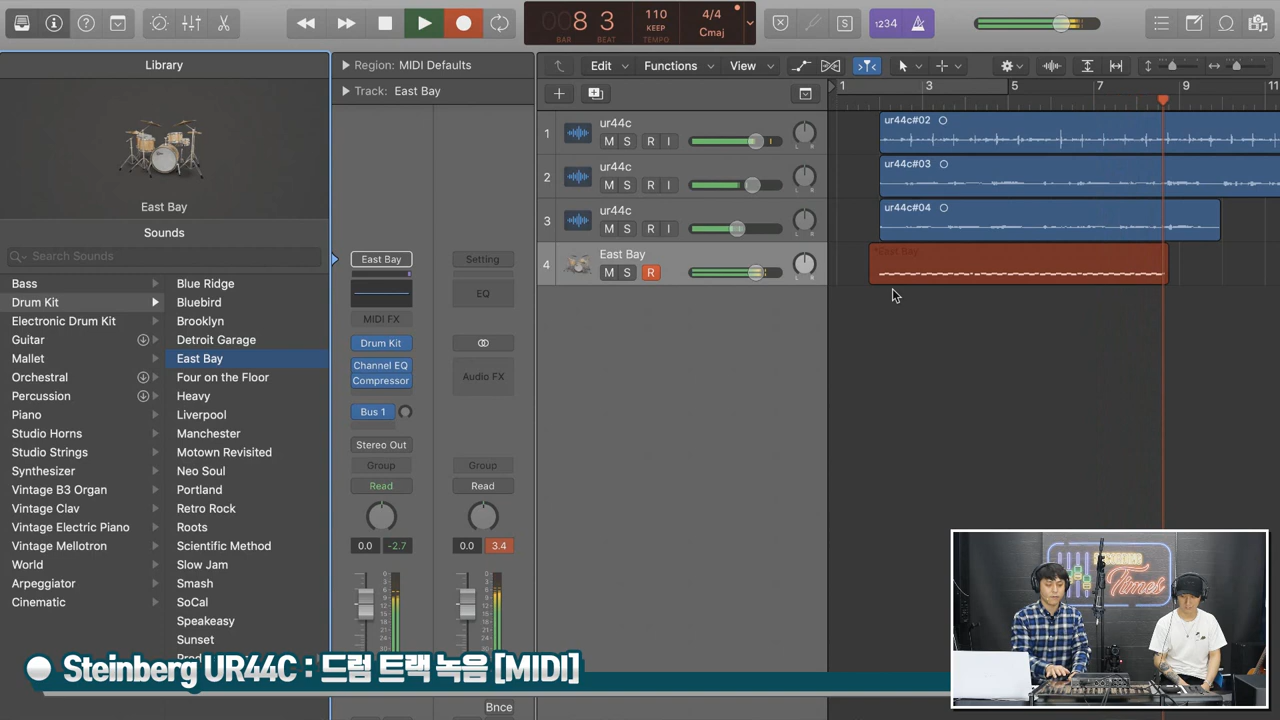 1234
8 3
BAR
BEAT
110
KEEP
TEMPO
4/4
Cmaj
S
Library
East Bay
Sounds
Search Sounds
Bass
Drum Kit
Electronic Drum Kit
Guitar
Mallet
Orchestral
Percussion
Piano
Studio Horns
Studio Strings
Synthesizer
Vintage B3 Organ
Vintage Clav
Vintage Electric Piano
Vintage Mellotron
World
Arpeggiator
Cinematic
Blue Ridge
Bluebird
Brooklyn
Detroit Garage
East Bay
Four on the Floor
Heavy
Liverpool
Manchester
Motown Revisited
Neo Soul
Portland
Retro Rock
Roots
Scientific Method
Slow Jam
Smash
SoCal
Speakeasy
Sunset
Region: MIDI Defaults
Track: East Bay
East Bay
MIDI FX
Drum Kit
Channel EQ
Compressor
Bus 1
Stereo Out
Group
Read
0.0 -2.7
Setting
EQ
Audio FX
Group
Read
0.0 3.4
Bnce
Edit Functions View
1 3 5 7 9 11
1 ur44c
M S R I
2 ur44c
M S R I
3 ur44c
M S R I
4 East Bay
M S R
ur44c#02
ur44c#03
ur44c#04
*East Bay
Times
Steinberg UR44C : 드럼 트랙 녹음 [MIDI]